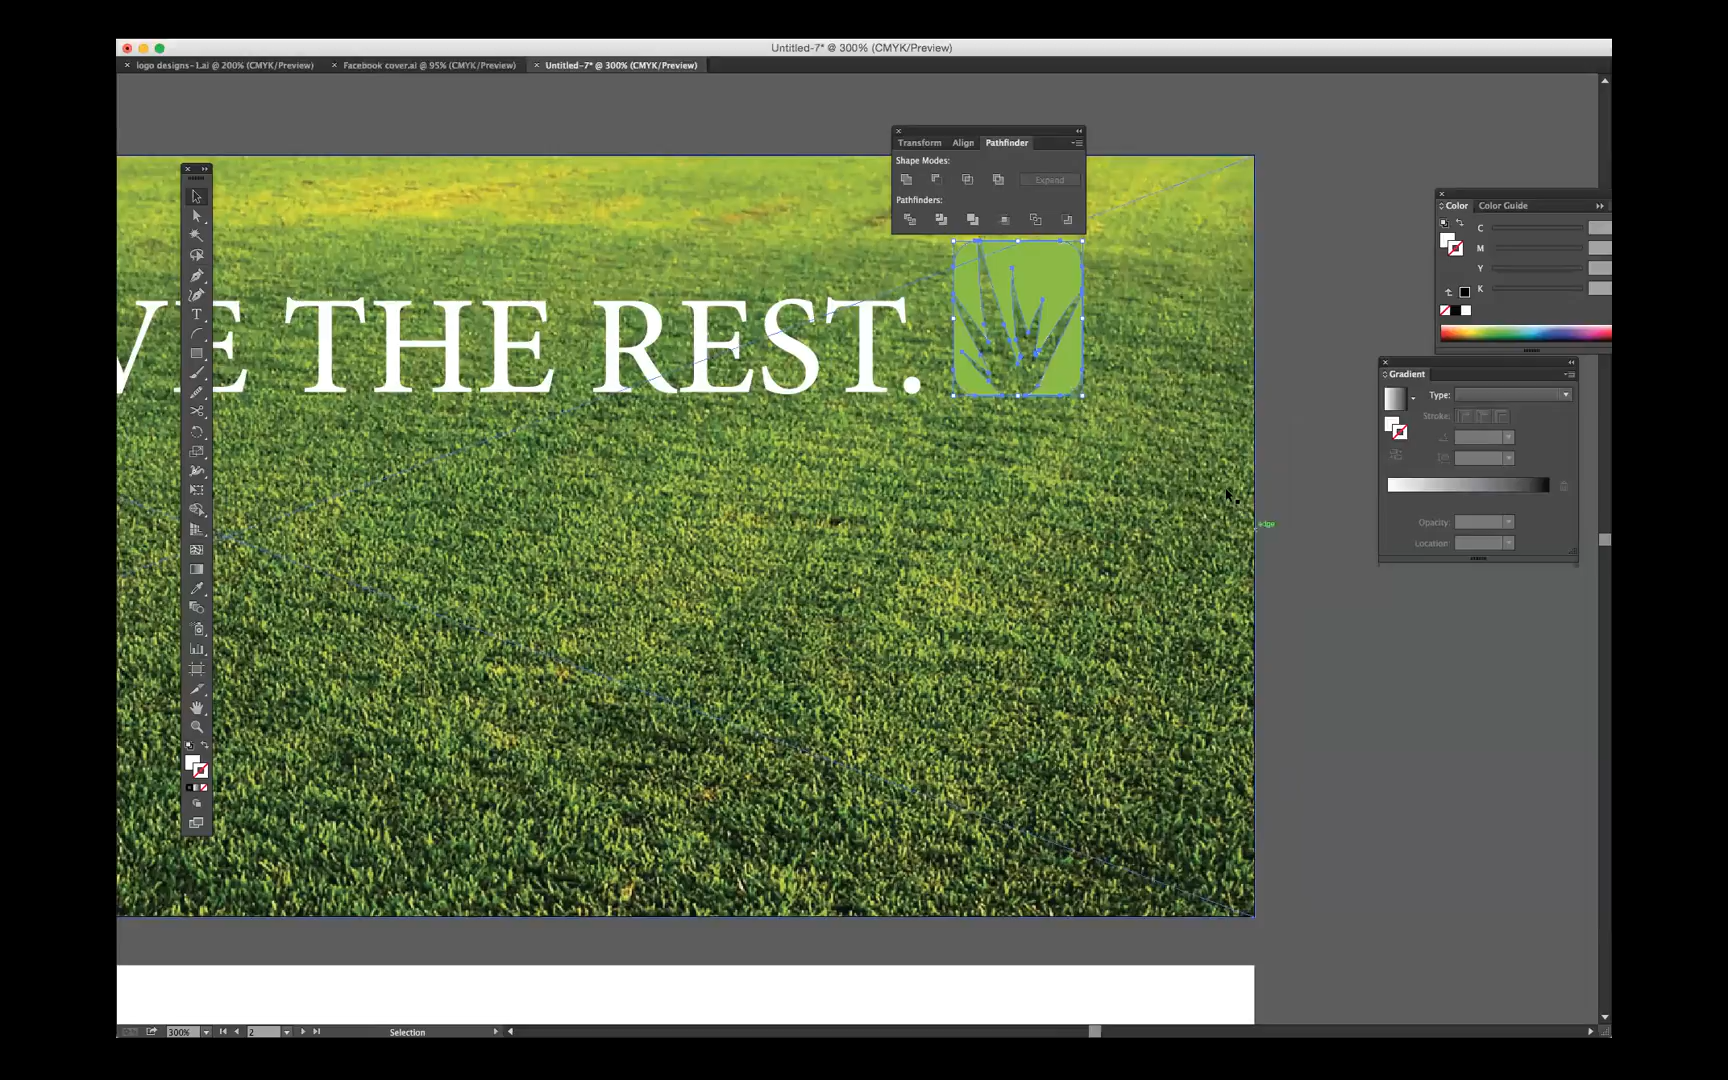 Untitled-7* @ 300% (CMYK/Preview)
logo designs-1.ai @ 200% (CMYK/Preview)
Facebook cover.ai @ 95% (CMYK/Preview)
Untitled-7* @ 300% (CMYK/Preview)
Transform Align Pathfinder
Shape Modes:
Expand
Pathfinders:
Color Color Guide
C
M
Y
K
VE THE REST.
Gradient
Type:
Stroke:
Opacity:
Location:
edge
300%
2
Selection